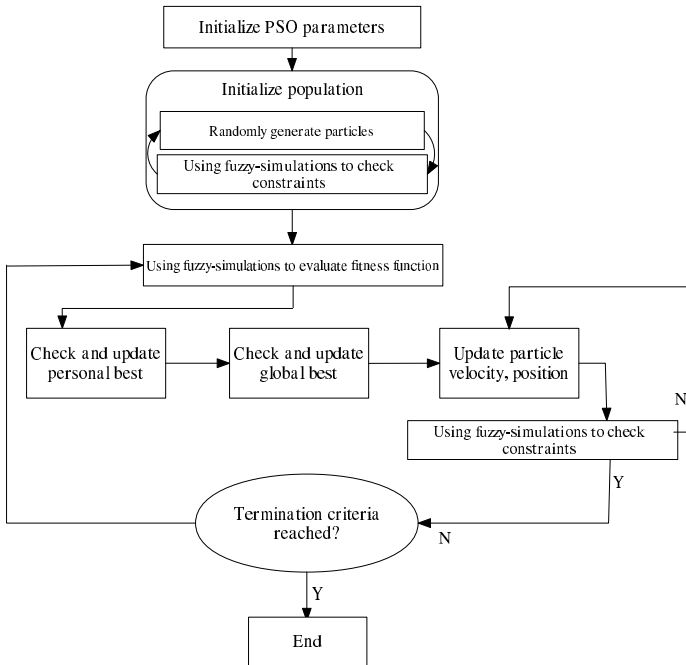 Initialize PSO parameters
Initialize population
Randomly generate particles
Using fuzzy-simulations to check
constraints
Using fuzzy-simulations to evaluate fitness function
Check and update
personal best
Check and update
global best
Update particle
velocity, position
N
Using fuzzy-simulations to check
constraints
Y
Termination criteria
reached?
N
Y
End